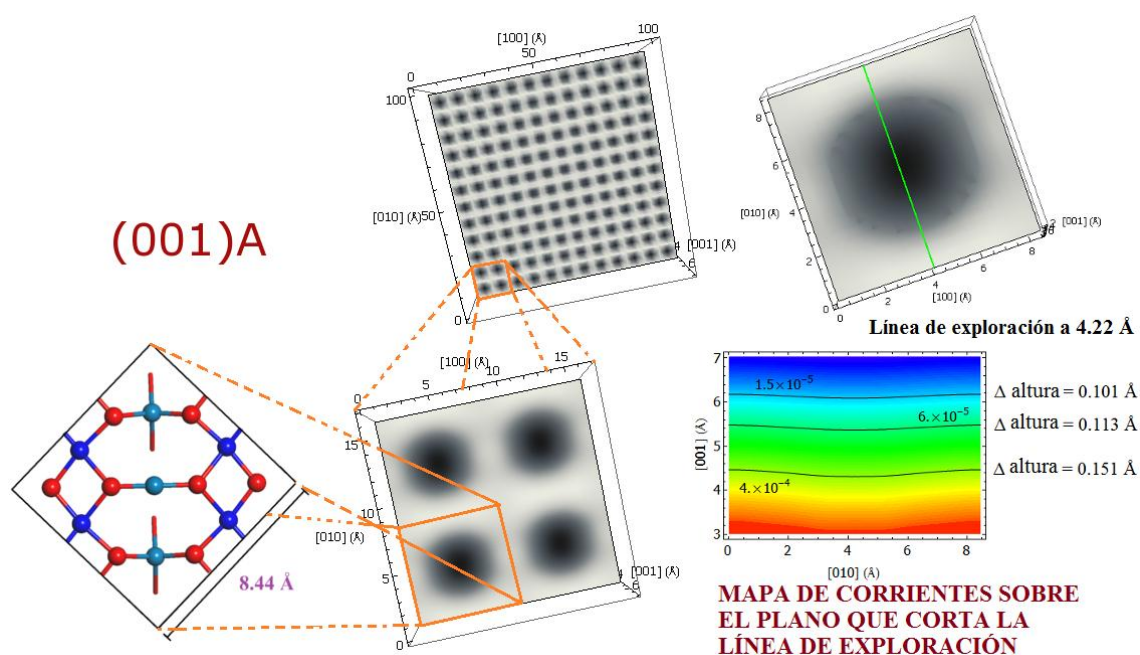 [100] (Å)
0
50
100
100
[010] (Å)
50
0
4 [001] (Å)
6
8
6
[010] (Å)
4
2
0
0
2
4
6
8
[100] (Å)
[001] (Å)
(001)A
Línea de exploración a 4.22 Å
8.44 Å
[100] (Å)
0
5
10
15
15
10
[010] (Å)
5
0
4 [001] (Å)
6
7
6
5
4
3
[001] (Å)
1.5×10⁻⁵
6.×10⁻⁵
4.×10⁻⁴
0
2
4
6
8
[010] (Å)
Δ altura = 0.101 Å
Δ altura = 0.113 Å
Δ altura = 0.151 Å
MAPA DE CORRIENTES SOBRE
EL PLANO QUE CORTA LA
LÍNEA DE EXPLORACIÓN